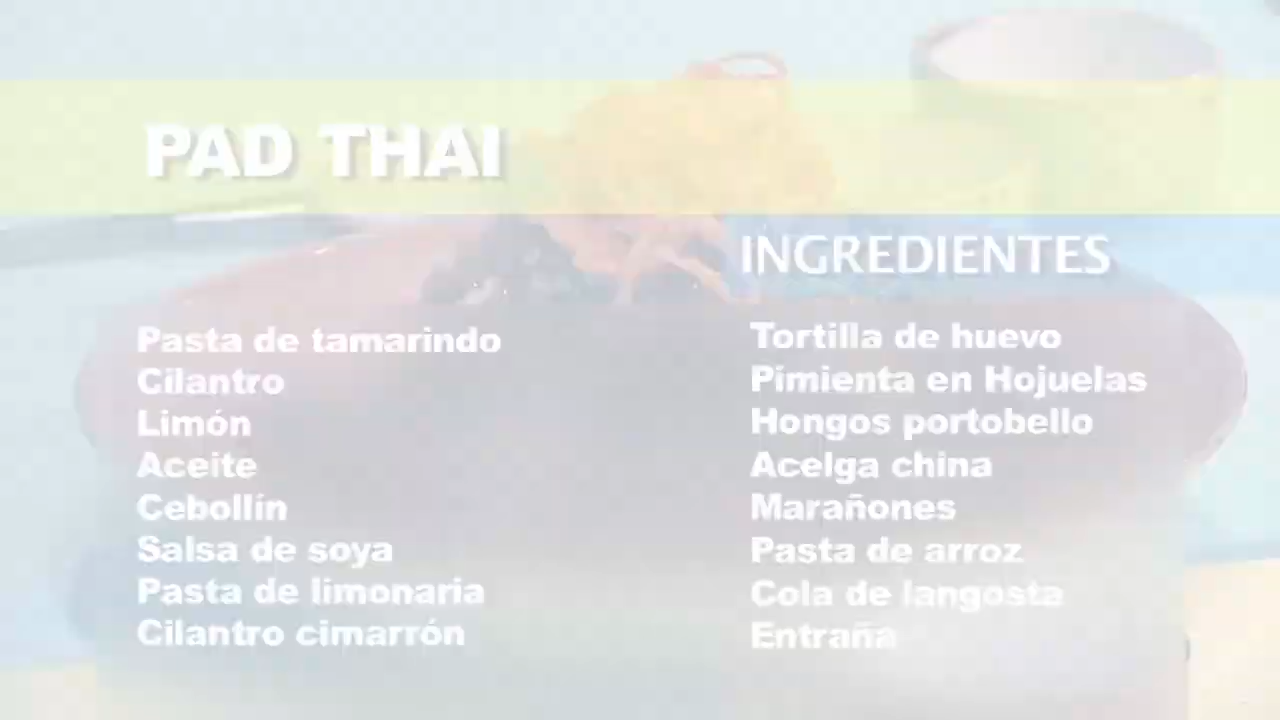 PAD THAI
INGREDIENTES
Pasta de tamarindo
Cilantro
Limón
Aceite
Cebollín
Salsa de soya
Pasta de limonaria
Cilantro cimarrón
Tortilla de huevo
Pimienta en Hojuelas
Hongos portobello
Acelga china
Marañones
Pasta de arroz
Cola de langosta
Entraña